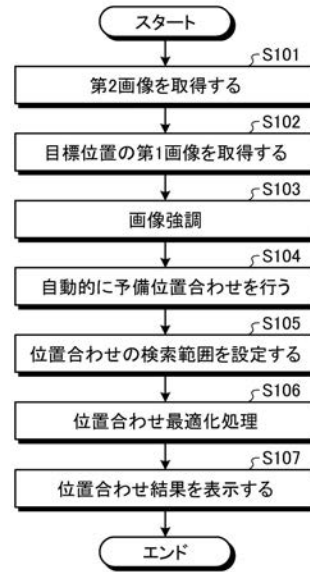 スタート
S101
第2画像を取得する
S102
目標位置の第1画像を取得する
S103
画像強調
S104
自動的に予備位置合わせを行う
S105
位置合わせの検索範囲を設定する
S106
位置合わせ最適化処理
S107
位置合わせ結果を表示する
エンド